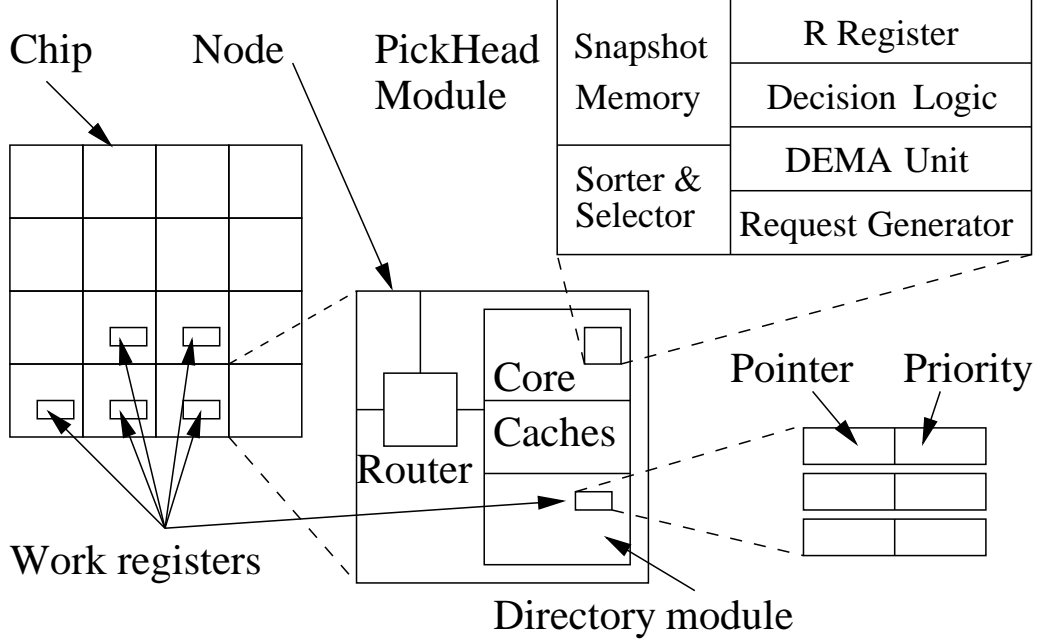 Chip
Node
PickHead
Module
Snapshot
Memory
Sorter &
Selector
R Register
Decision Logic
DEMA Unit
Request Generator
Core
Caches
Router
Pointer
Priority
Work registers
Directory module